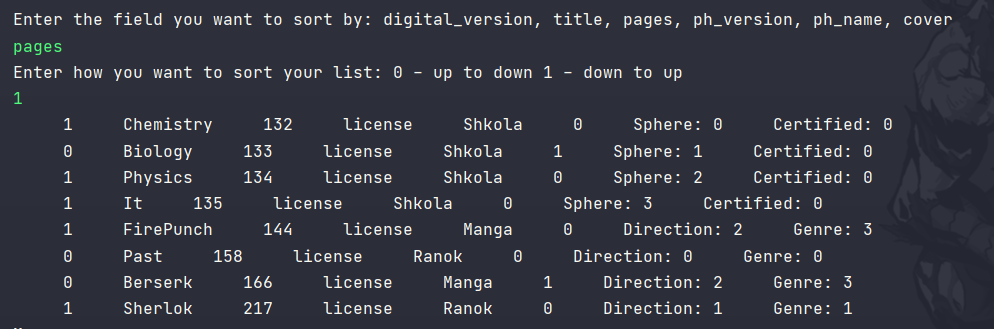 Enter the field you want to sort by: digital_version, title, pages, ph_version, ph_name, cover
pages
Enter how you want to sort your list: 0 - up to down 1 - down to up
1
1 Chemistry 132 license Shkola 0 Sphere: 0 Certified: 0
0 Biology 133 license Shkola 1 Sphere: 1 Certified: 0
1 Physics 134 license Shkola 0 Sphere: 2 Certified: 0
1 It 135 license Shkola 0 Sphere: 3 Certified: 0
1 FirePunch 144 license Manga 0 Direction: 2 Genre: 3
0 Past 158 license Ranok 0 Direction: 0 Genre: 0
0 Berserk 166 license Manga 1 Direction: 2 Genre: 3
1 Sherlok 217 license Ranok 0 Direction: 1 Genre: 1